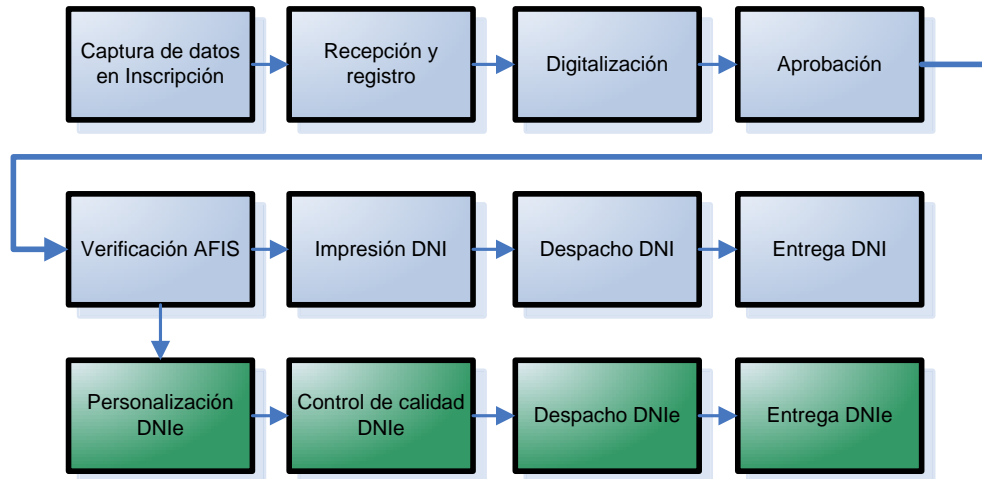 Captura de datos
en Inscripción
Recepción y
registro
Digitalización
Aprobación
Verificación AFIS
Impresión DNI
Despacho DNI
Entrega DNI
Personalización
DNIe
Control de calidad
DNIe
Despacho DNIe
Entrega DNIe